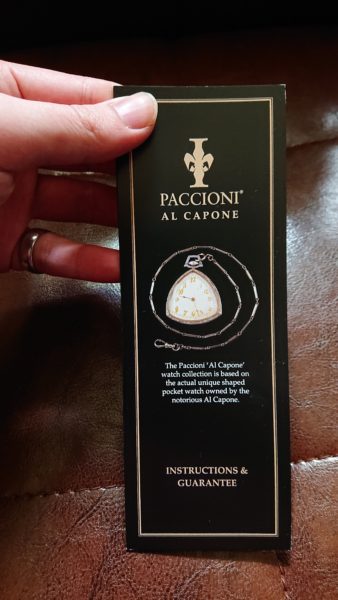 PACCIONI®
AL CAPONE
The Paccioni 'Al Capone'
watch collection is based on
the actual unique shaped
pocket watch owned by the
notorious Al Capone.
INSTRUCTIONS &
GUARANTEE